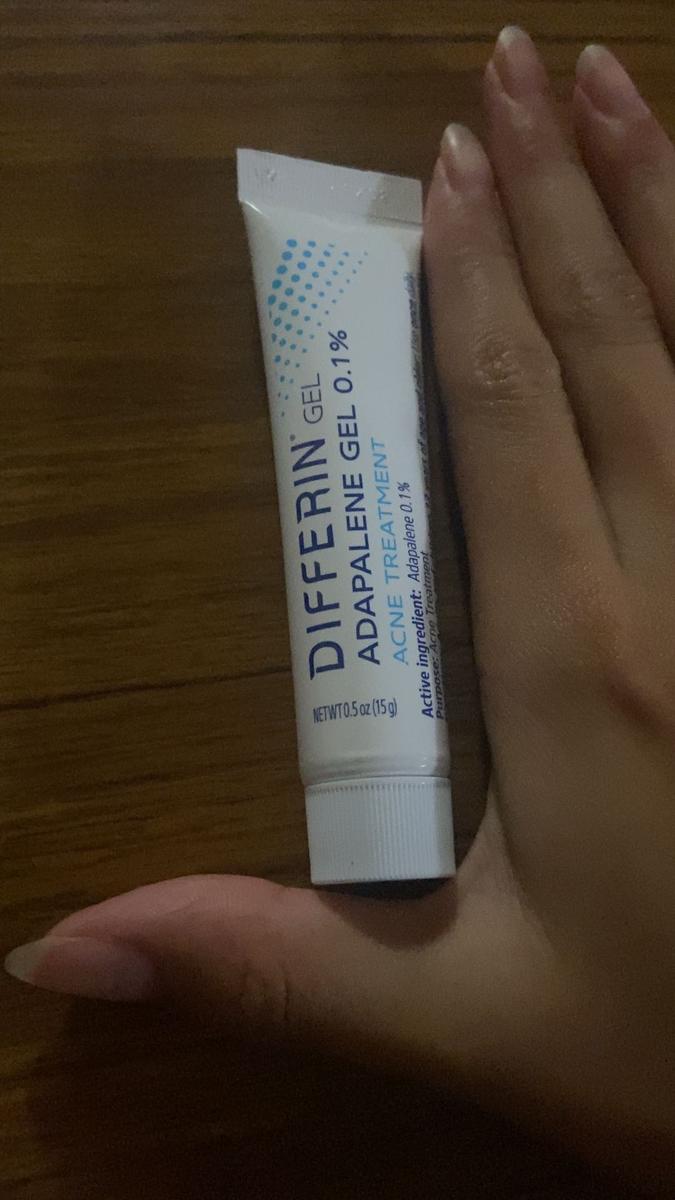 DIFFERIN® GEL
ADAPALENE GEL 0.1%
ACNE TREATMENT
NET WT 0.5 oz (15 g)
Active ingredient: Adapalene 0.1%
Purpose: Acne Treatment